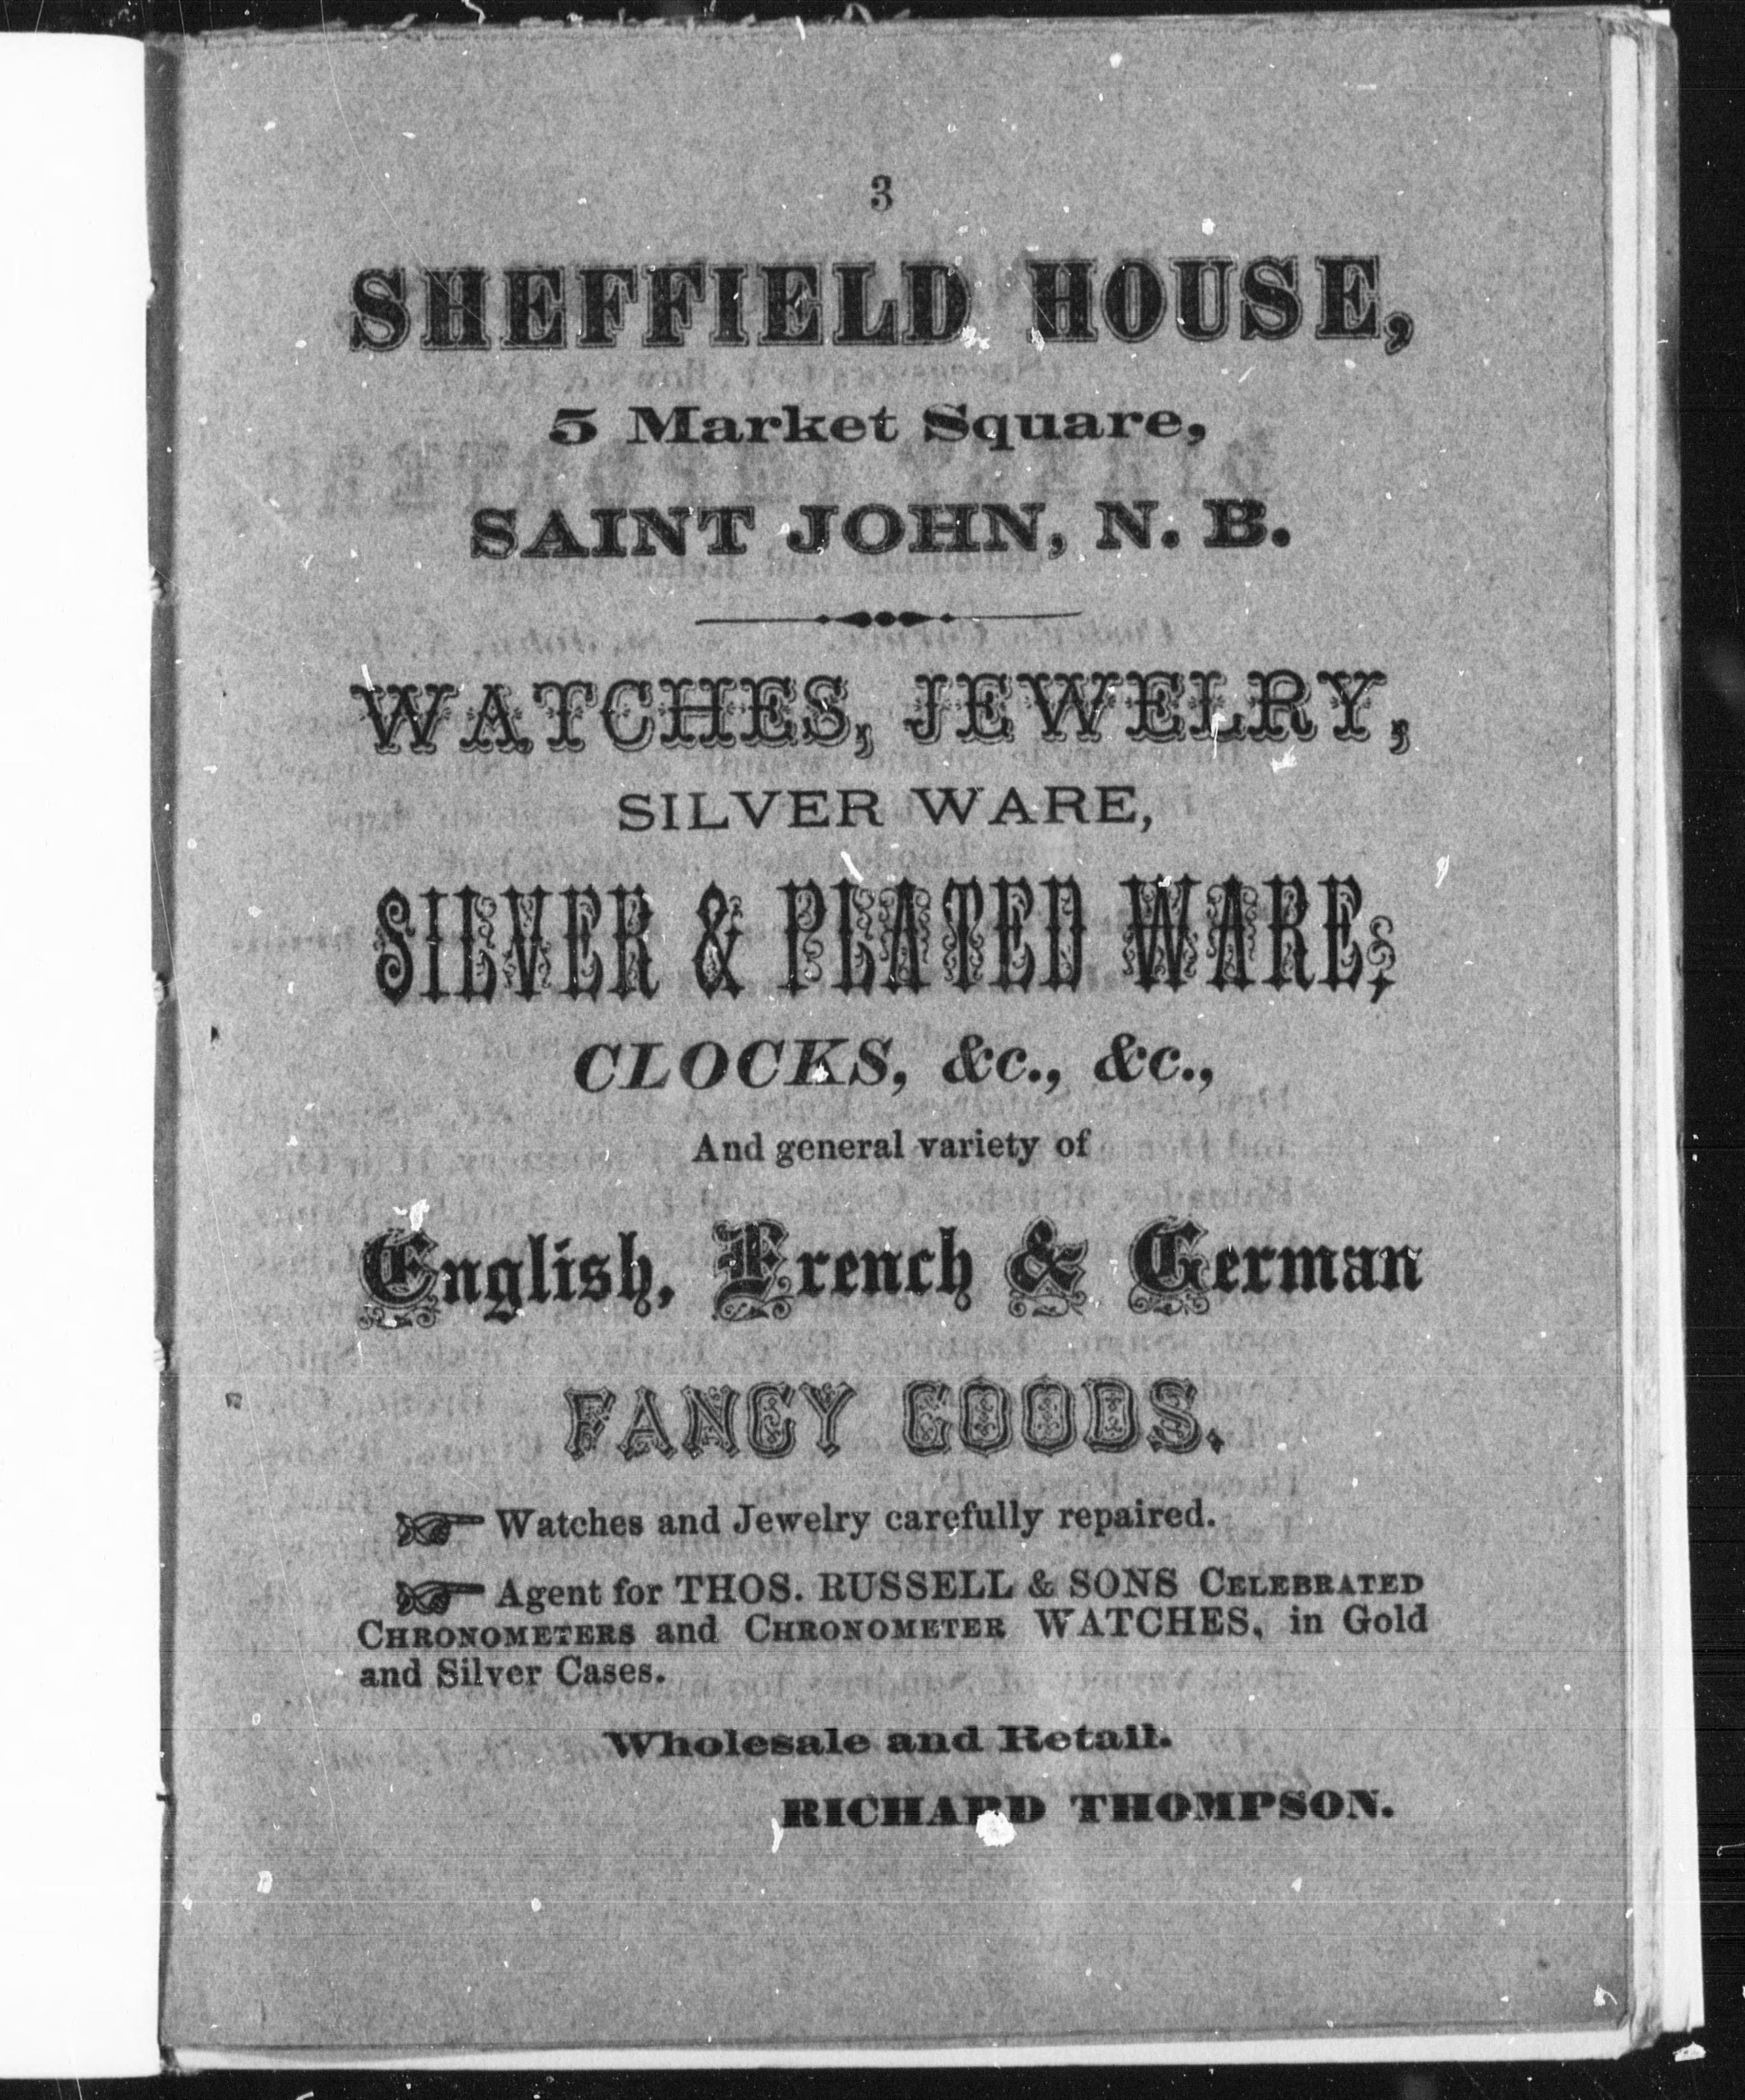 3
SHEFFIELD HOUSE,
5 Market Square,
SAINT JOHN, N. B.
WATCHES, JEWELRY,
SILVER WARE,
SILVER & PLATED WARE,
CLOCKS, &c., &c.,
And general variety of
English, French & German
FANCY GOODS.
☞ Watches and Jewelry carefully repaired.
☞ Agent for THOS. RUSSELL & SONS CELEBRATED
CHRONOMETERS and CHRONOMETER WATCHES, in Gold
and Silver Cases.
Wholesale and Retail.
RICHARD THOMPSON.